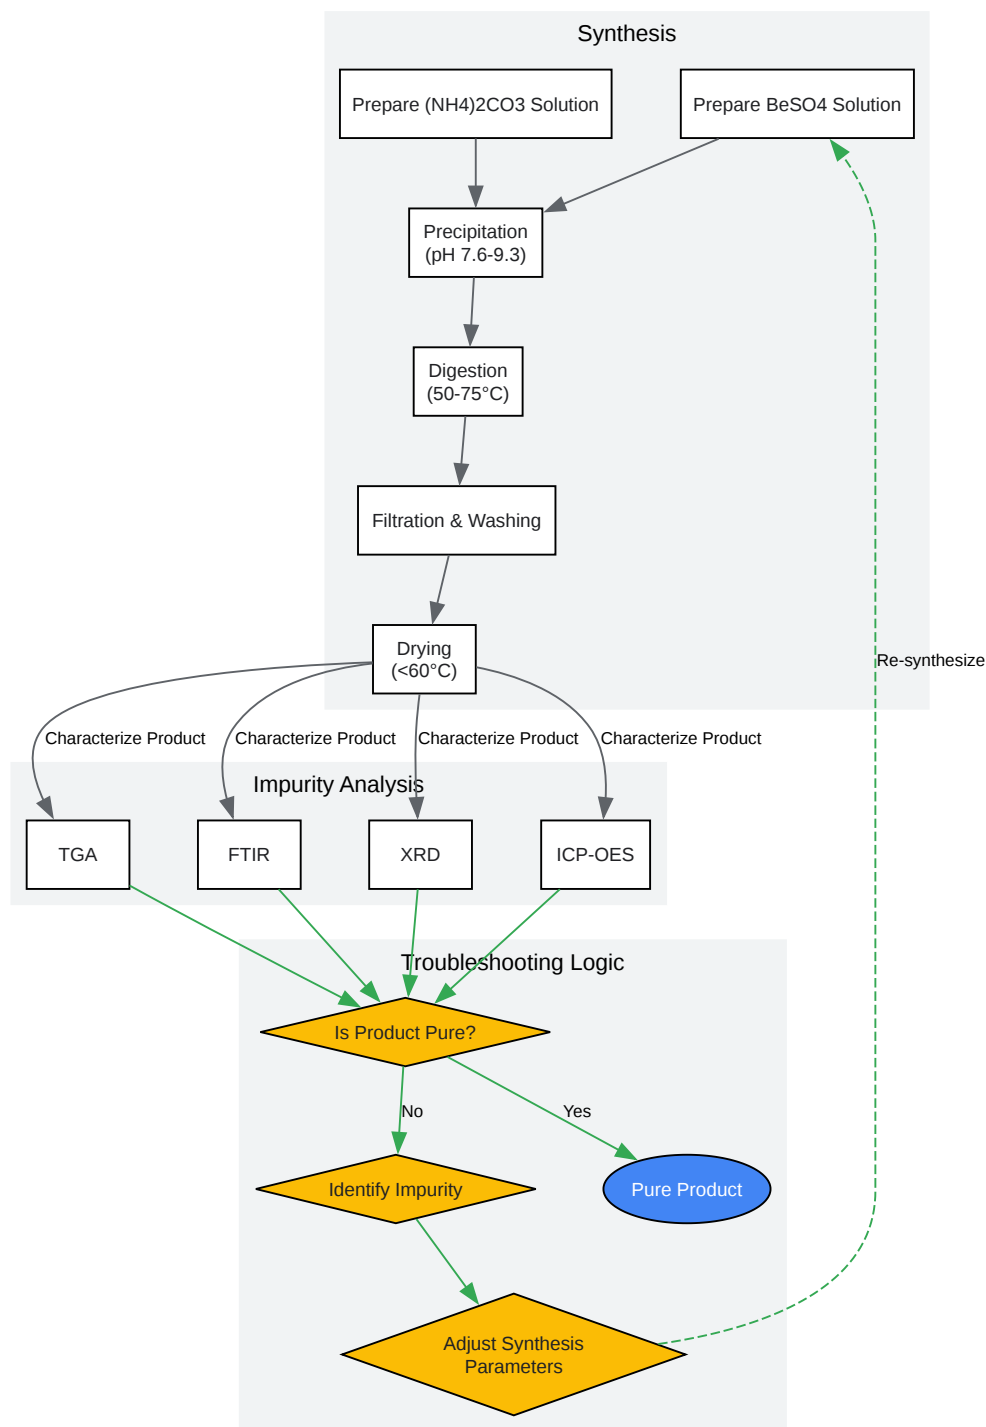 Synthesis
Prepare (NH4)2CO3 Solution
Prepare BeSO4 Solution
Precipitation
(pH 7.6-9.3)
Digestion
(50-75°C)
Filtration & Washing
Drying
(<60°C)
Re-synthesize
Characterize Product
Characterize Product
Characterize Product
Characterize Product
Impurity Analysis
TGA
FTIR
XRD
ICP-OES
Troubleshooting Logic
Is Product Pure?
No
Yes
Identify Impurity
Pure Product
Adjust Synthesis
Parameters